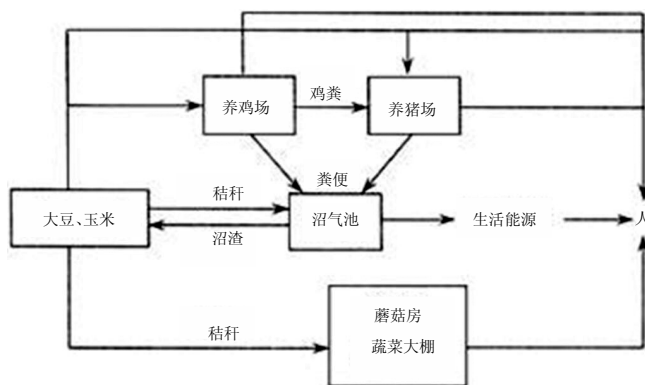 养鸡场
鸡粪
养猪场
粪便
大豆、玉米
秸秆
沼渣
沼气池
生活能源
人
秸秆
蘑菇房
蔬菜大棚